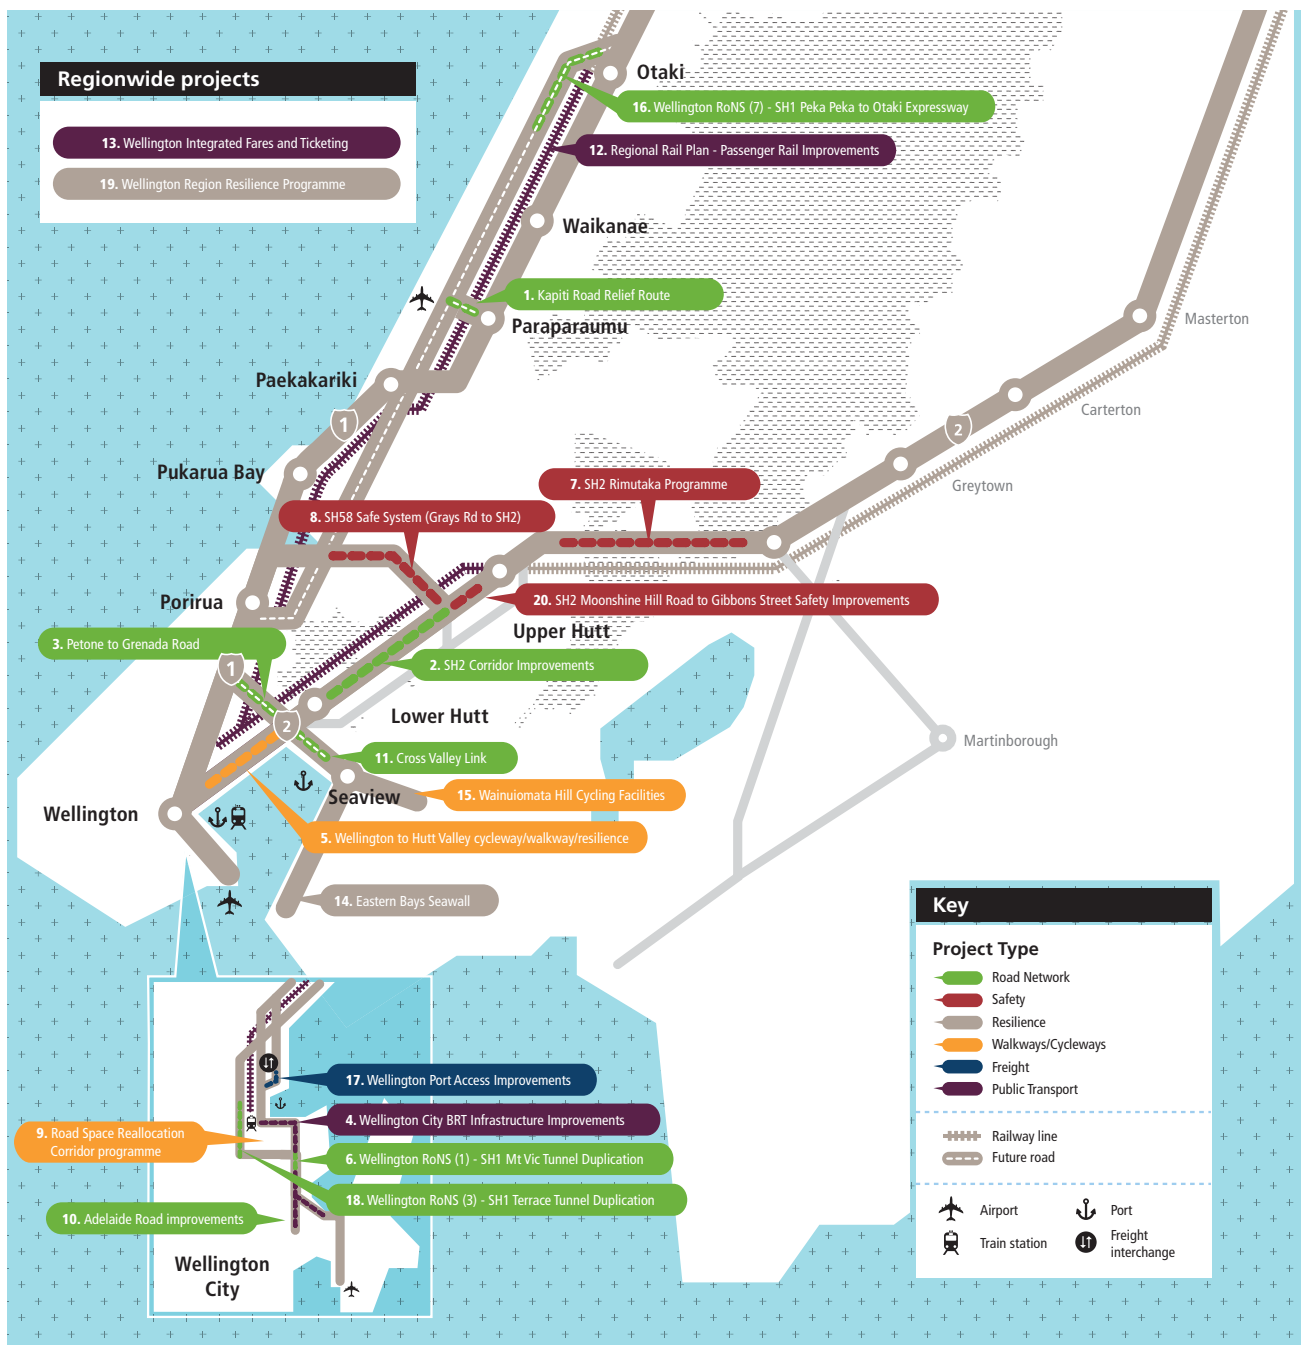 Regionwide projects
13. Wellington Integrated Fares and Ticketing
19. Wellington Region Resilience Programme
Otaki
16. Wellington RoNS (7) - SH1 Peka Peka to Otaki Expressway
12. Regional Rail Plan - Passenger Rail Improvements
Waikanae
1. Kapiti Road Relief Route
Paraparaumu
Masterton
Paekakariki
Carterton
1
2
Pukarua Bay
Greytown
7. SH2 Rimutaka Programme
8. SH58 Safe System (Grays Rd to SH2)
Porirua
20. SH2 Moonshine Hill Road to Gibbons Street Safety Improvements
Upper Hutt
3. Petone to Grenada Road
1
2. SH2 Corridor Improvements
Lower Hutt
2
Martinborough
11. Cross Valley Link
Seaview
15. Wainuiomata Hill Cycling Facilities
Wellington
5. Wellington to Hutt Valley cycleway/walkway/resilience
14. Eastern Bays Seawall
17. Wellington Port Access Improvements
4. Wellington City BRT Infrastructure Improvements
9. Road Space Reallocation
Corridor programme
6. Wellington RoNS (1) - SH1 Mt Vic Tunnel Duplication
18. Wellington RoNS (3) - SH1 Terrace Tunnel Duplication
10. Adelaide Road improvements
Wellington
City
Key
Project Type
Road Network
Safety
Resilience
Walkways/Cycleways
Freight
Public Transport
Railway line
Future road
Airport
Port
Train station
Freight
interchange